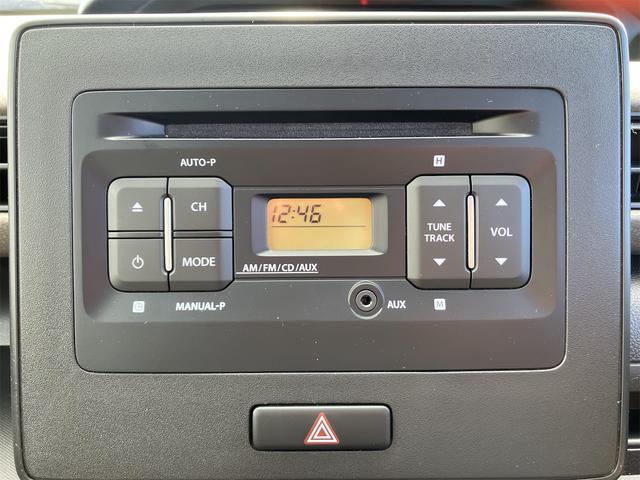 AUTO-P
H
CH
12:46
TUNE
TRACK
VOL
MODE
AM/FM/CD/AUX
C
MANUAL-P
AUX
M